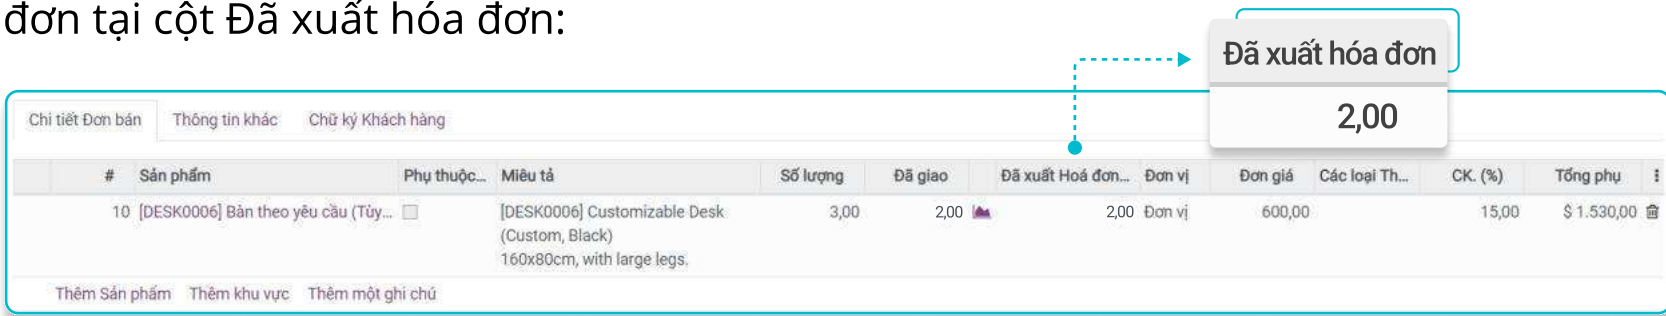 đơn tại cột Đã xuất hóa đơn:
Đã xuất hóa đơn
2,00
Chi tiết Đơn bán Thông tin khác Chữ ký Khách hàng
# Sản phẩm Phụ thuộc... Miêu tả Số lượng Đã giao Đã xuất Hoá đơn... Đơn vị Đơn giá Các loại Th... CK. (%) Tổng phụ
10 [DESK0006] Bàn theo yêu cầu (Tùy... [DESK0006] Customizable Desk 3,00 2,00 2,00 Đơn vị 600,00 15,00 $ 1.530,00
(Custom, Black)
160x80cm, with large legs.
Thêm Sản phẩm Thêm khu vực Thêm một ghi chú